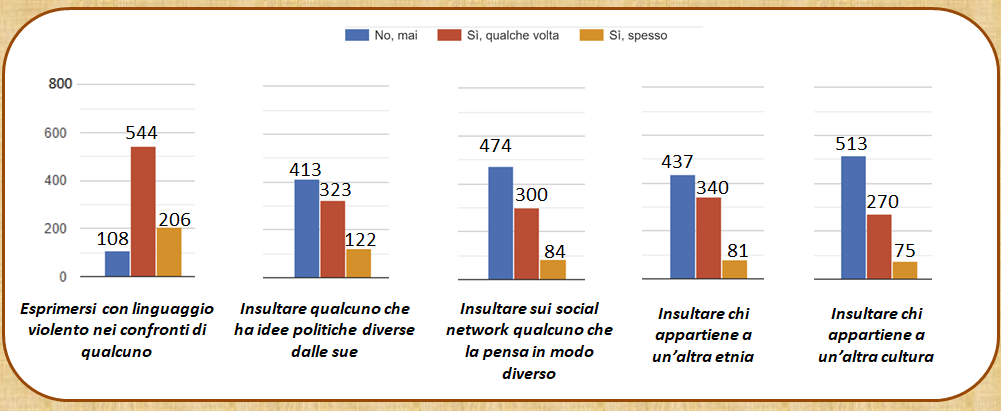 No, mai
Sì, qualche volta
Sì, spesso
800
600
400
200
0
108
544
206
Esprimersi con linguaggio
violento nei confronti di
qualcuno
413
323
122
Insultare qualcuno che
ha idee politiche diverse
dalle sue
474
300
84
Insultare sui social
network qualcuno che
la pensa in modo
diverso
437
340
81
Insultare chi
appartiene a
un'altra etnia
513
270
75
Insultare chi
appartiene a
un'altra cultura